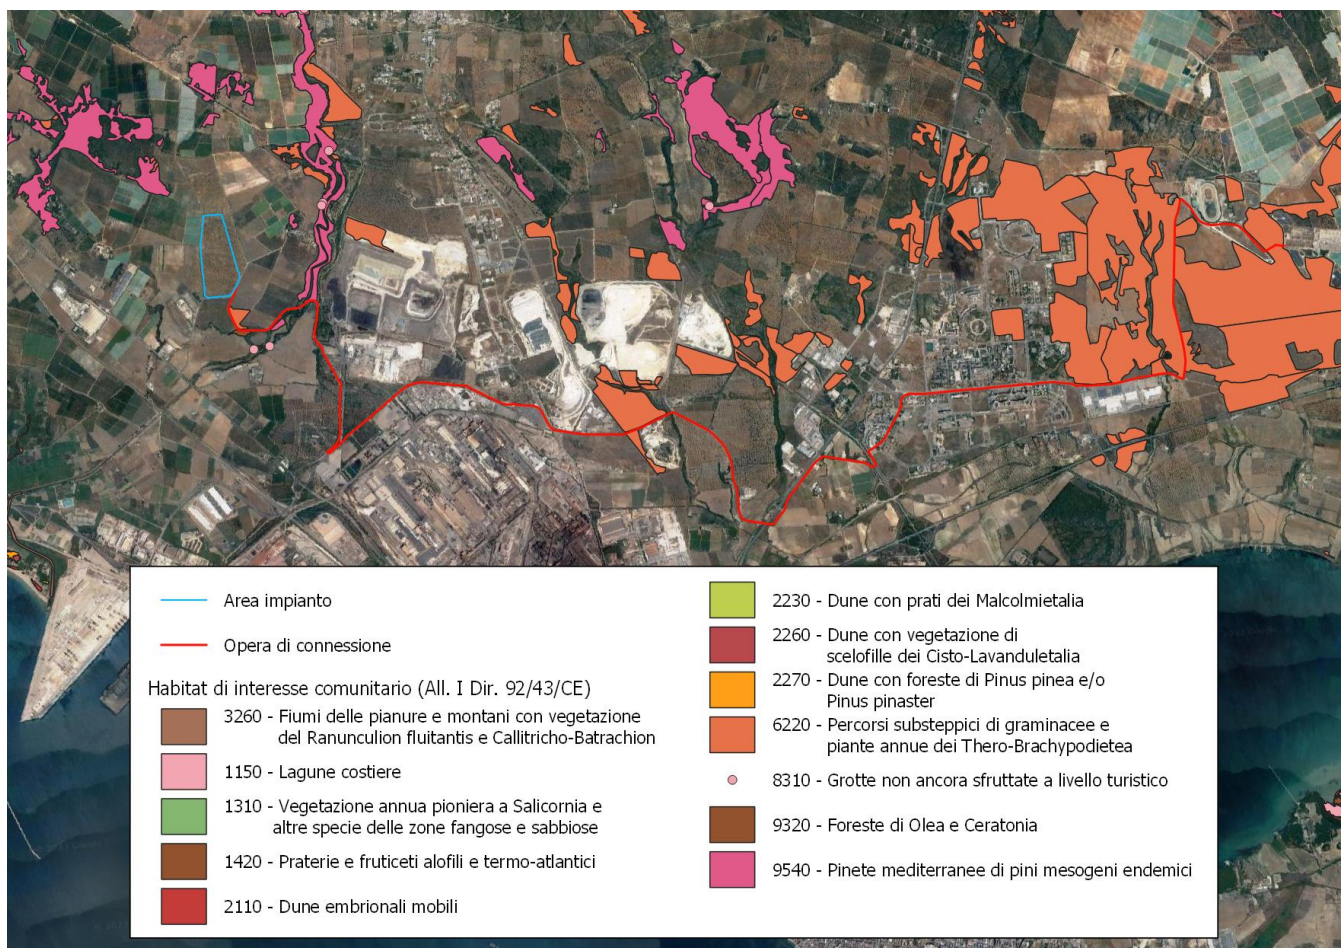 Area impianto
Opera di connessione
Habitat di interesse comunitario (All. I Dir. 92/43/CE)
3260 - Fiumi delle pianure e montani con vegetazione
del Ranunculion fluitantis e Callitricho-Batrachion
1150 - Lagune costiere
1310 - Vegetazione annua pioniera a Salicornia e
altre specie delle zone fangose e sabbiose
1420 - Praterie e fruticeti alofili e termo-atlantici
2110 - Dune embrionali mobili
2230 - Dune con prati dei Malcolmietalia
2260 - Dune con vegetazione di
scelofille dei Cisto-Lavanduletalia
2270 - Dune con foreste di Pinus pinea e/o
Pinus pinaster
6220 - Percorsi substeppici di graminacee e
piante annue dei Thero-Brachypodietea
8310 - Grotte non ancora sfruttate a livello turistico
9320 - Foreste di Olea e Ceratonia
9540 - Pinete mediterranee di pini mesogeni endemici